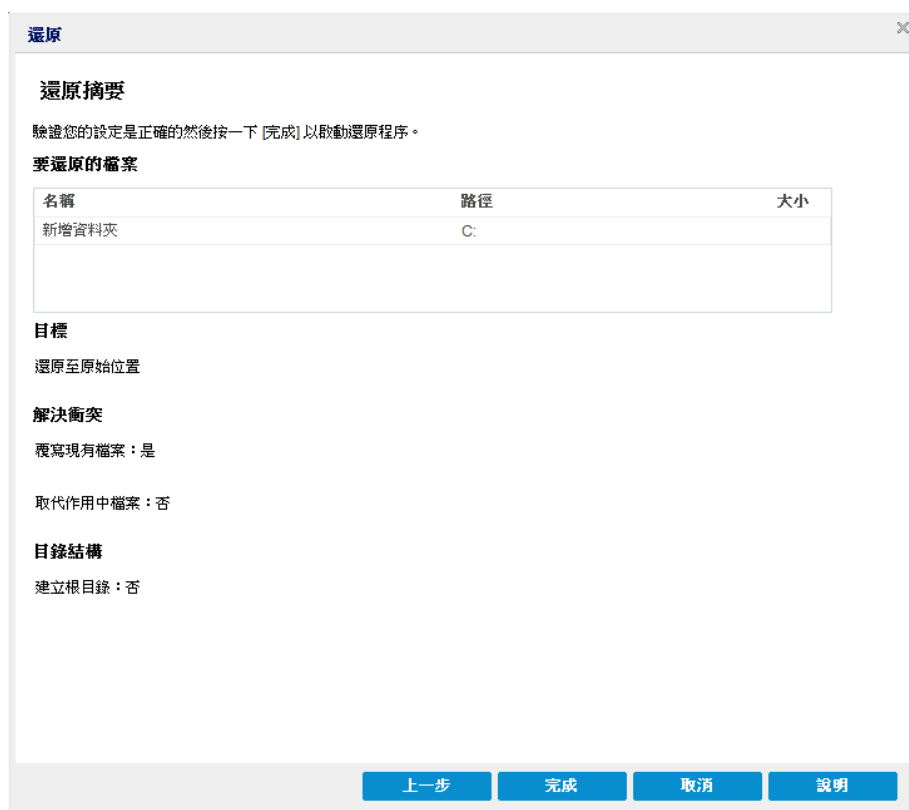 還原
還原摘要
驗證您的設定是正確的然後按一下 [完成] 以啟動還原程序。
要還原的檔案
名稱 路徑 大小
新增資料夾 C:
目標
還原至原始位置
解決衝突
覆寫現有檔案：是
取代作用中檔案：否
目錄結構
建立根目錄：否
上一步 完成 取消 說明